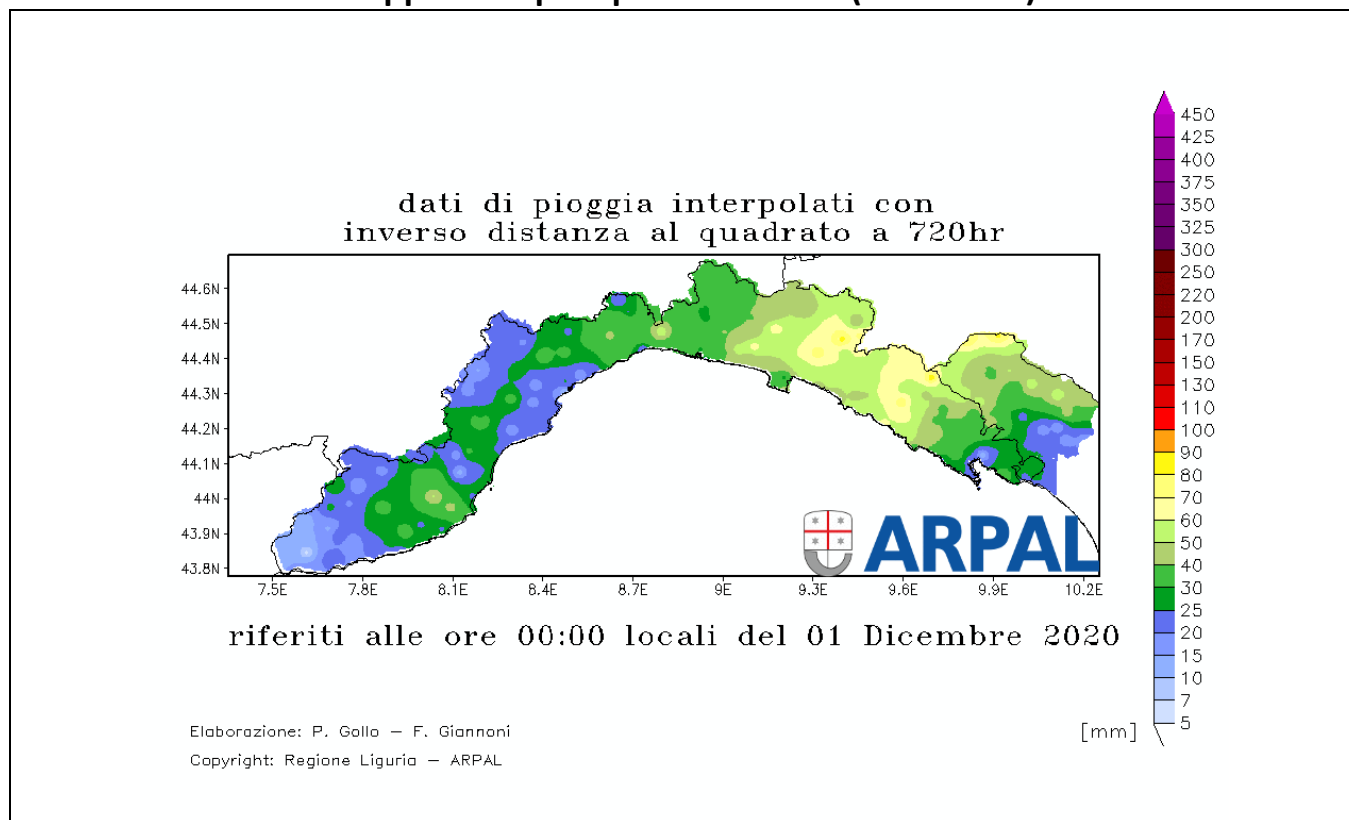 450
425
400
375
350
325
300
250
220
200
170
150
130
110
100
90
80
70
60
50
40
30
25
20
15
10
7
5
[mm]
dati di pioggia interpolati con
inverso distanza al quadrato a 720hr
44.6N
44.5N
44.4N
44.3N
44.2N
44.1N
44N
43.9N
43.8N
ARPAL
7.5E 7.8E 8.1E 8.4E 8.7E 9E 9.3E 9.6E 9.9E 10.2E
riferiti alle ore 00:00 locali del 01 Dicembre 2020
Elaborazione: P. Gollo – F. Giannoni
Copyright: Regione Liguria – ARPAL